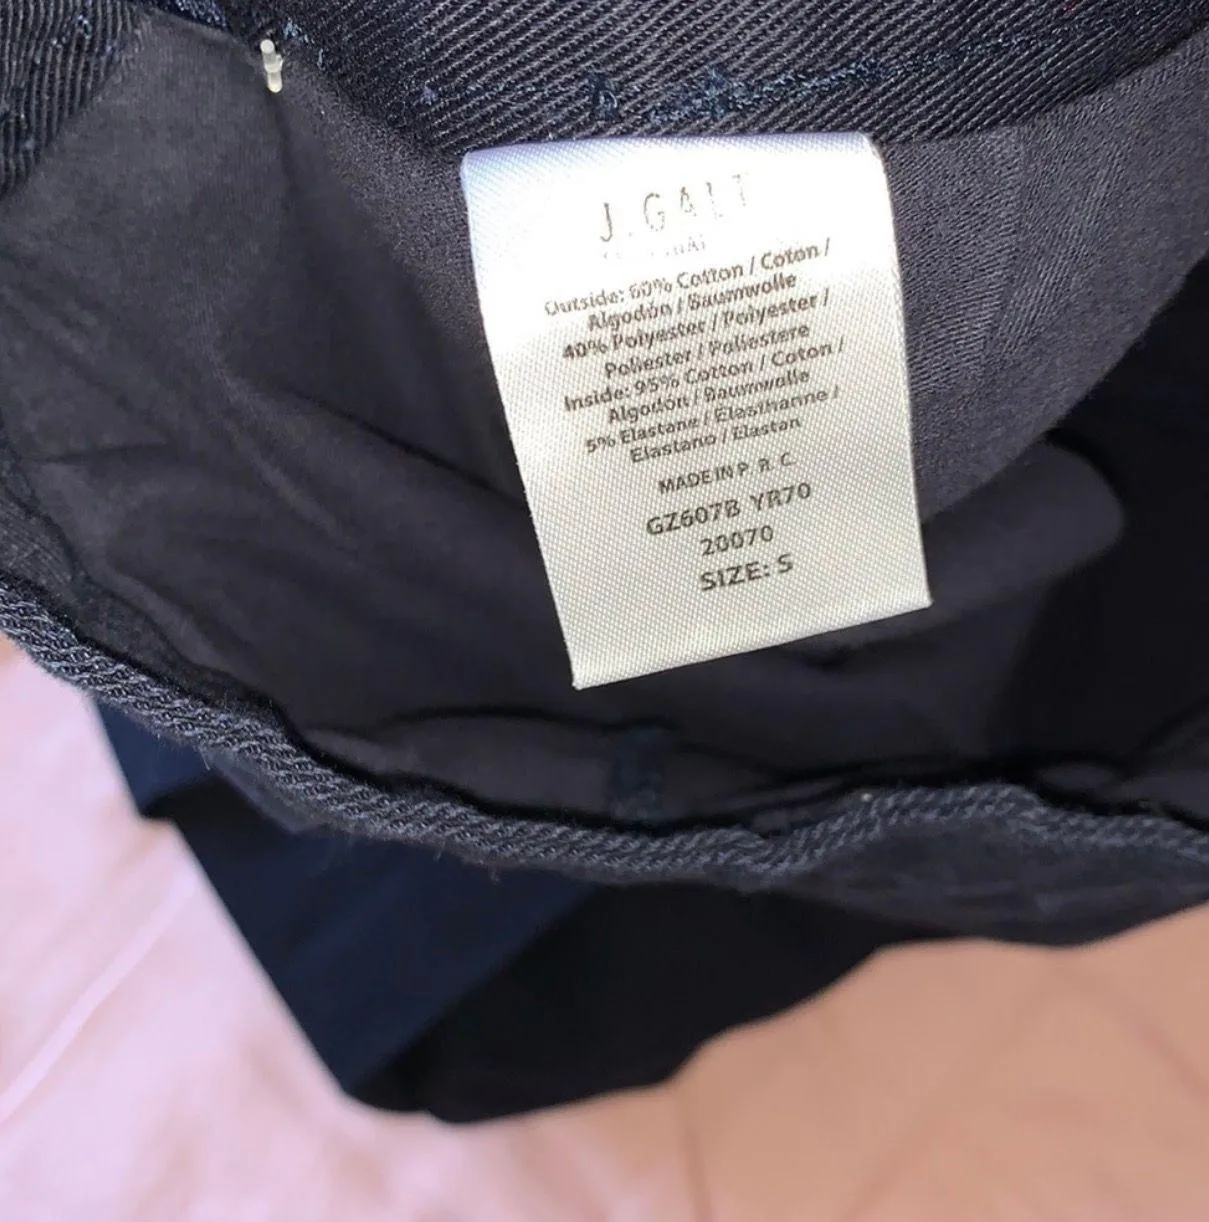 J.GALT
Outside: 60% Cotton / Coton /
Algodón / Baumwolle
40% Polyester / Polyester /
Poliester / Poliestere
Inside: 95% Cotton / Coton /
Algodón / Baumwolle
5% Elastane / Elasthanne /
Elastano / Elastan
MADE IN P. R. C.
GZ607B YR70
20070
SIZE: S